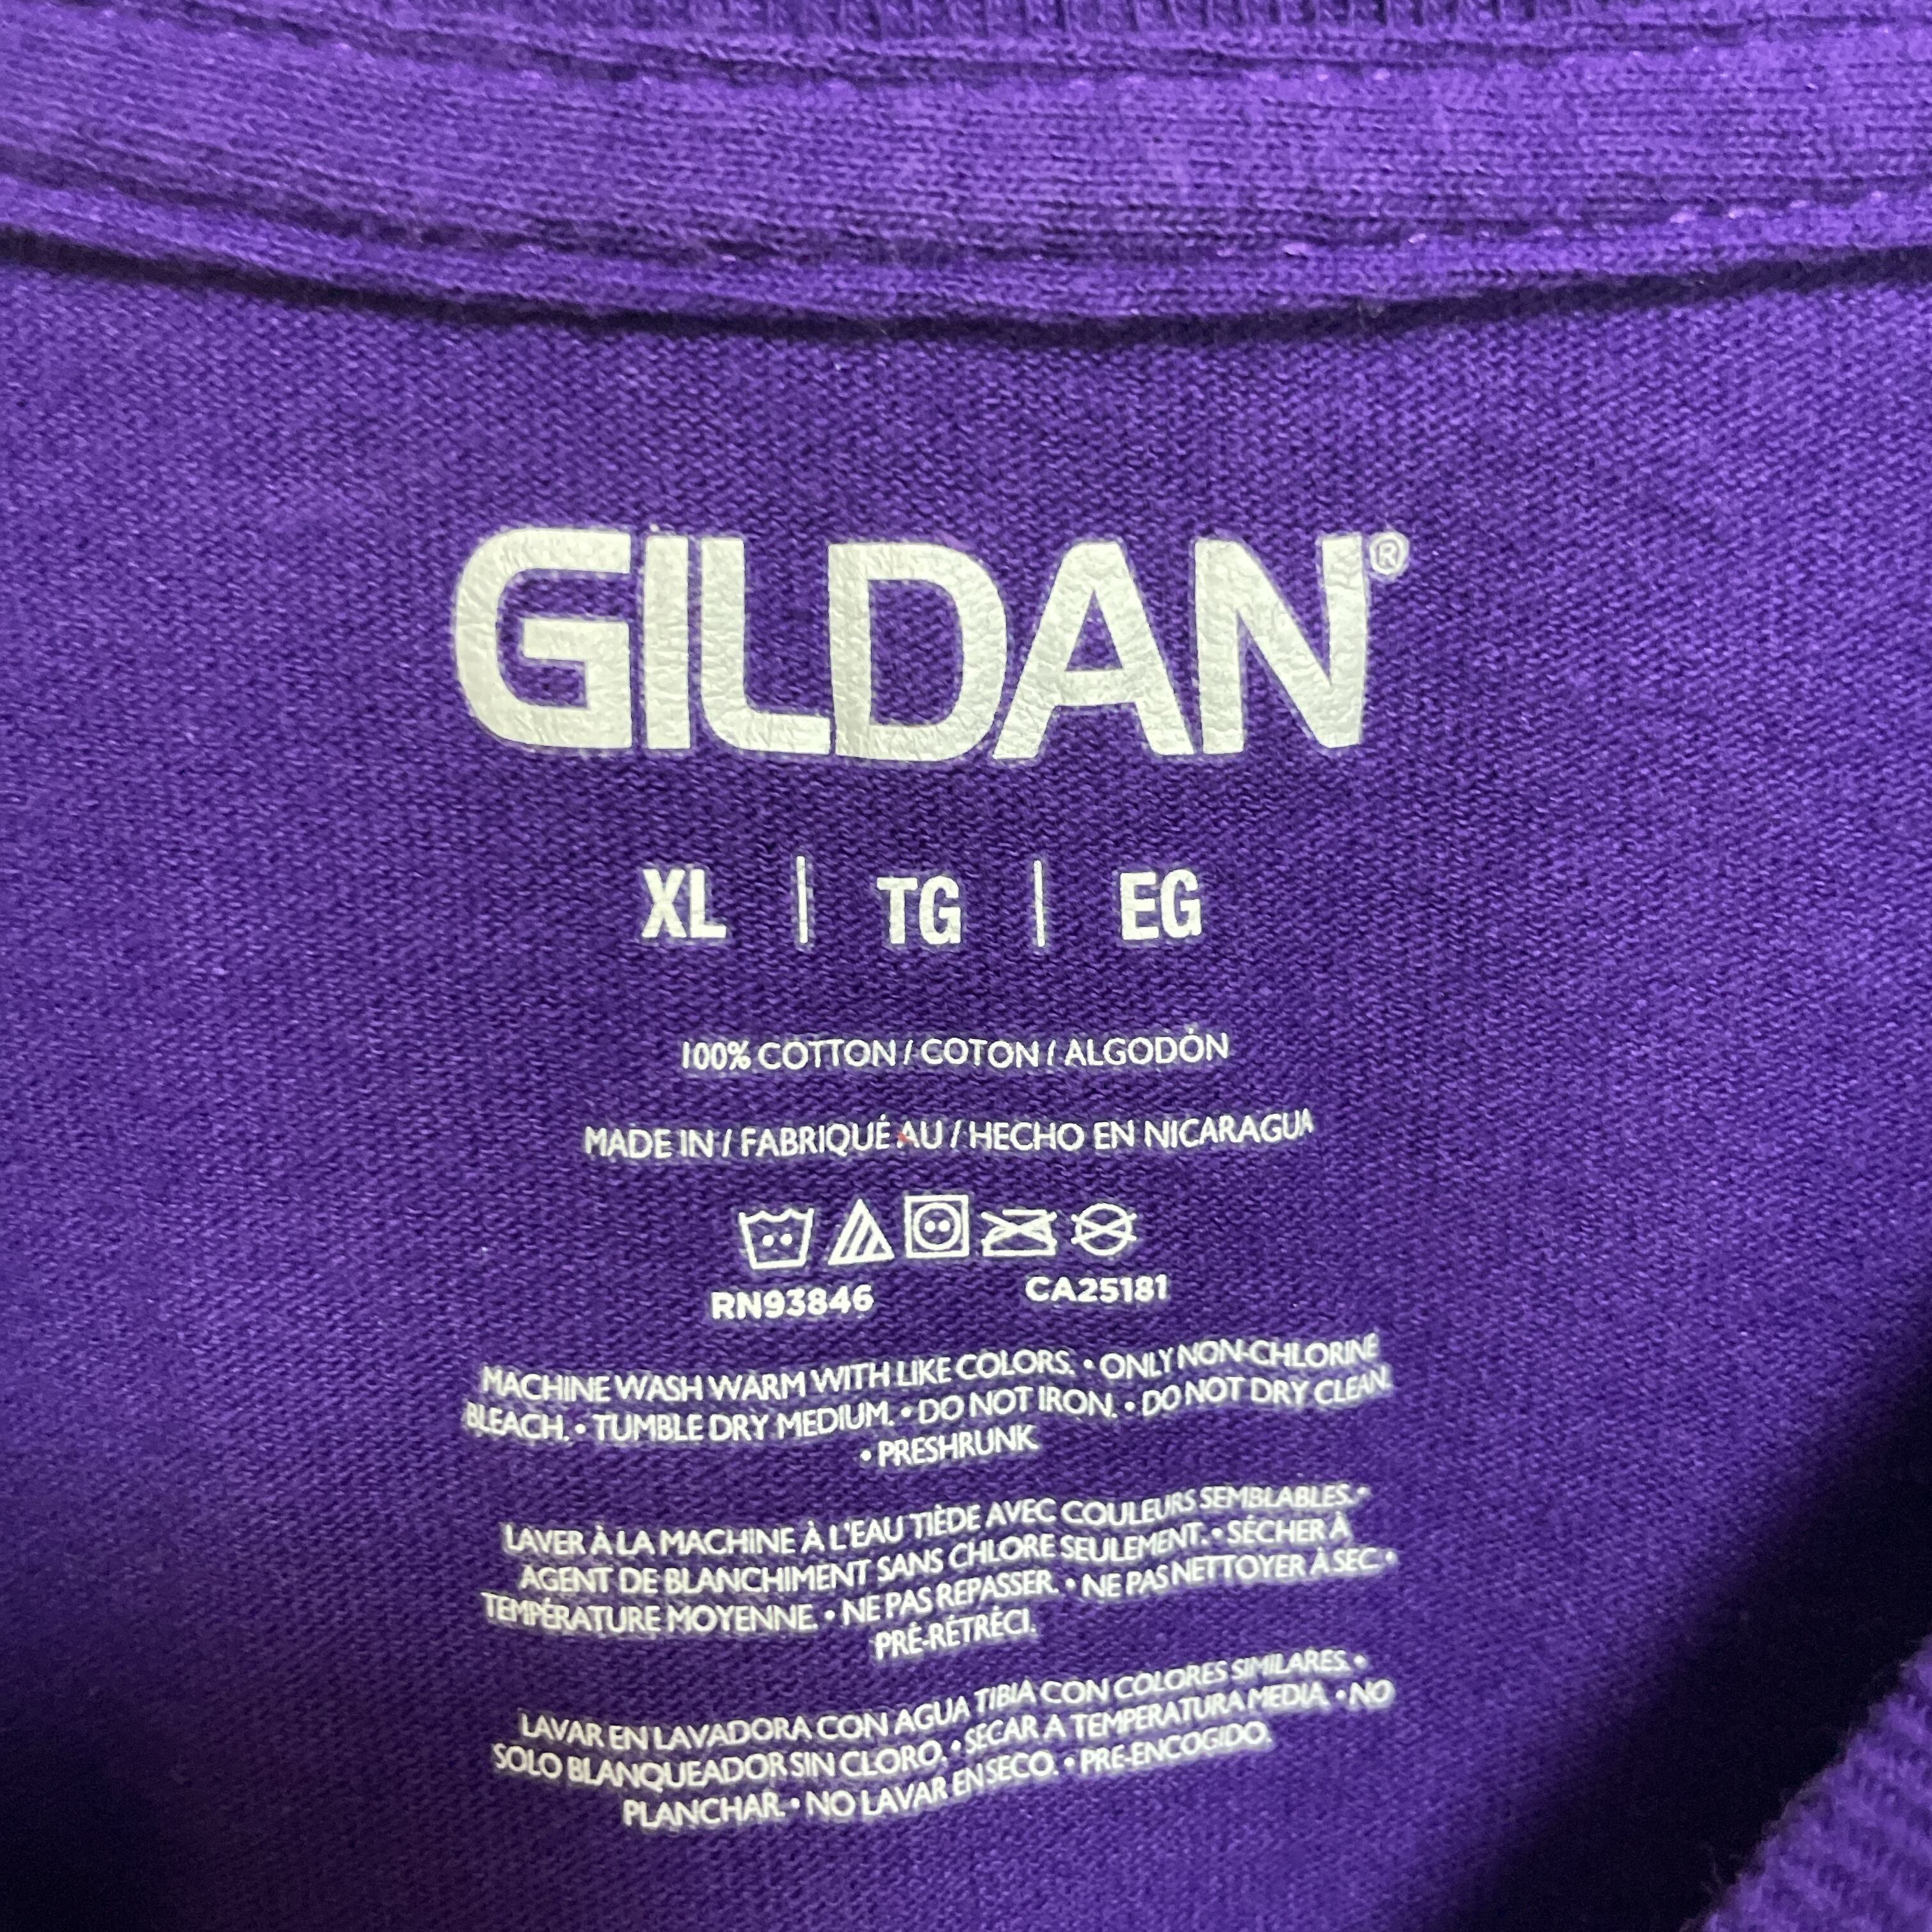 GILDAN®
XL | TG | EG
100% COTTON / COTON / ALGODÓN
MADE IN / FABRIQUÉ AU / HECHO EN NICARAGUA
RN93846 CA25181
MACHINE WASH WARM WITH LIKE COLORS. • ONLY NON-CHLORINE
BLEACH. • TUMBLE DRY MEDIUM. • DO NOT IRON. • DO NOT DRY CLEAN.
• PRESHRUNK
LAVER À LA MACHINE À L'EAU TIÈDE AVEC COULEURS SEMBLABLES. •
AGENT DE BLANCHIMENT SANS CHLORE SEULEMENT. • SÉCHER À
TEMPÉRATURE MOYENNE. • NE PAS REPASSER. • NE PAS NETTOYER À SEC •
PRÉ-RÉTRÉCI.
LAVAR EN LAVADORA CON AGUA TIBIA CON COLORES SIMILARES. •
SOLO BLANQUEADOR SIN CLORO. • SECAR A TEMPERATURA MEDIA. • NO
PLANCHAR. • NO LAVAR EN SECO. • PRE-ENCOGIDO.